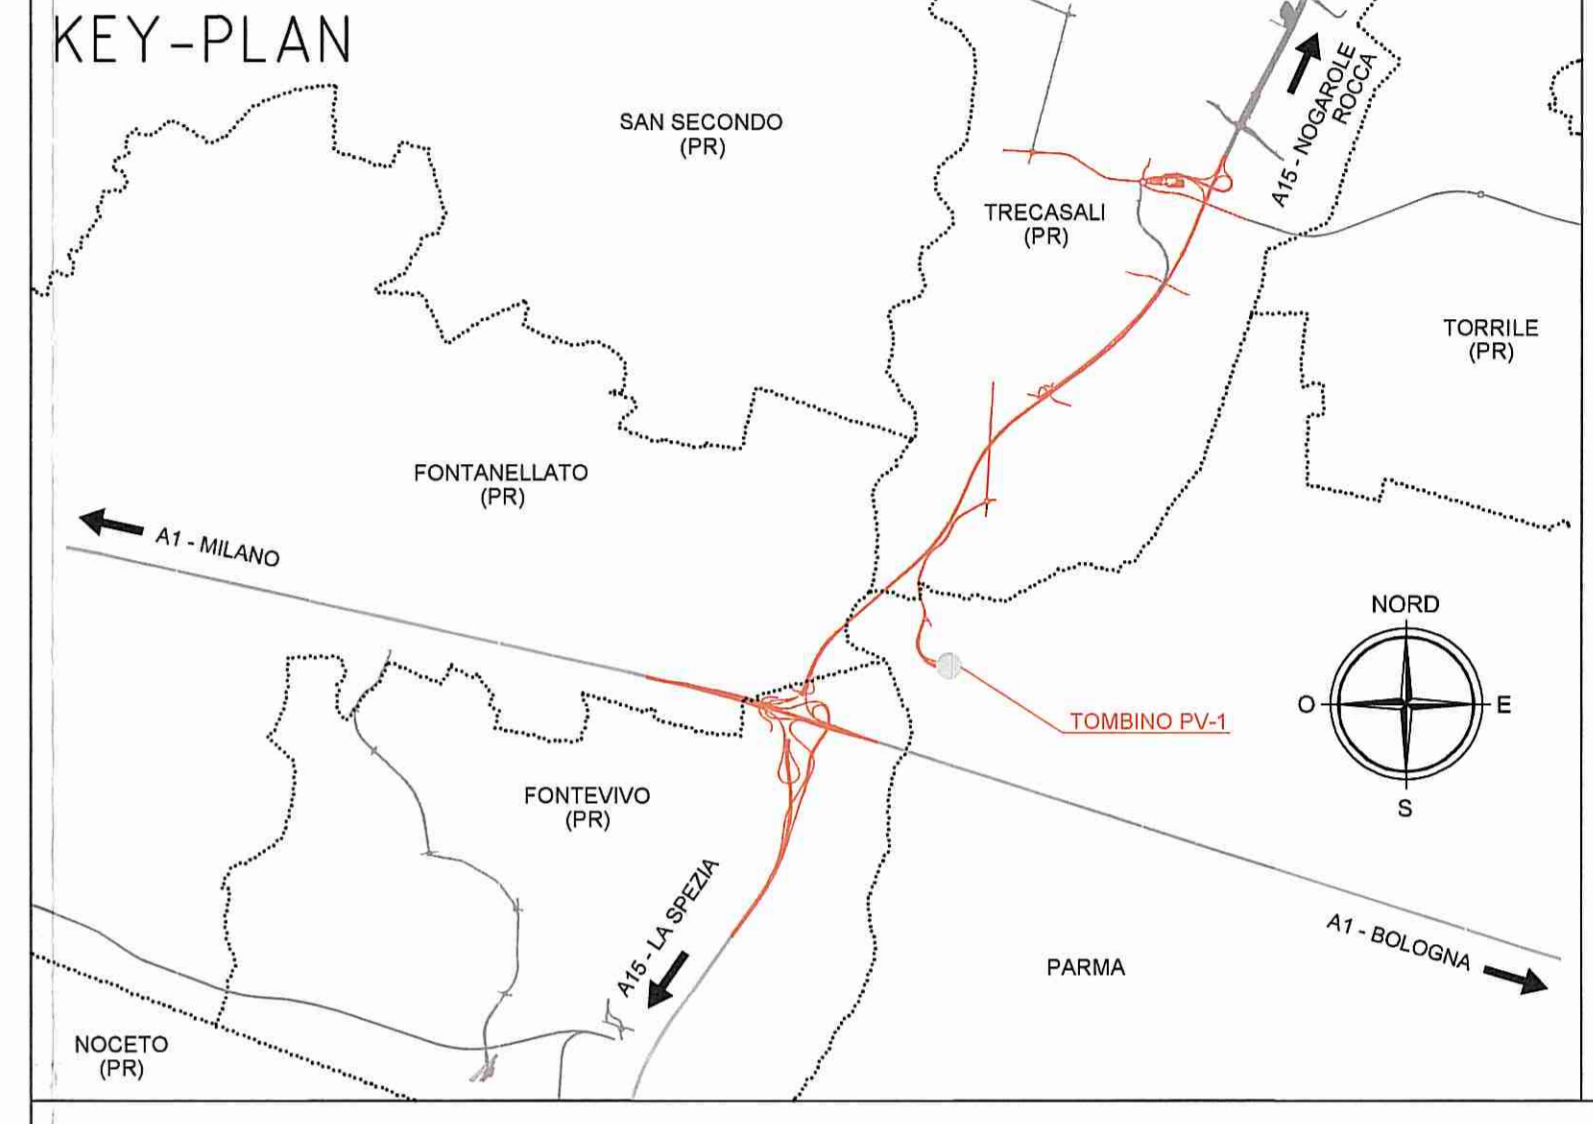 KEY-PLAN
SAN SECONDO
(PR)
A15 - NOGAROLE
ROCCA
TRECASALI
(PR)
TORRILE
(PR)
FONTANELLATO
(PR)
A1 - MILANO
NORD
O
E
S
TOMBINO PV-1
FONTEVIVO
(PR)
A15 - LA SPEZIA
A1 - BOLOGNA
PARMA
NOCETO
(PR)